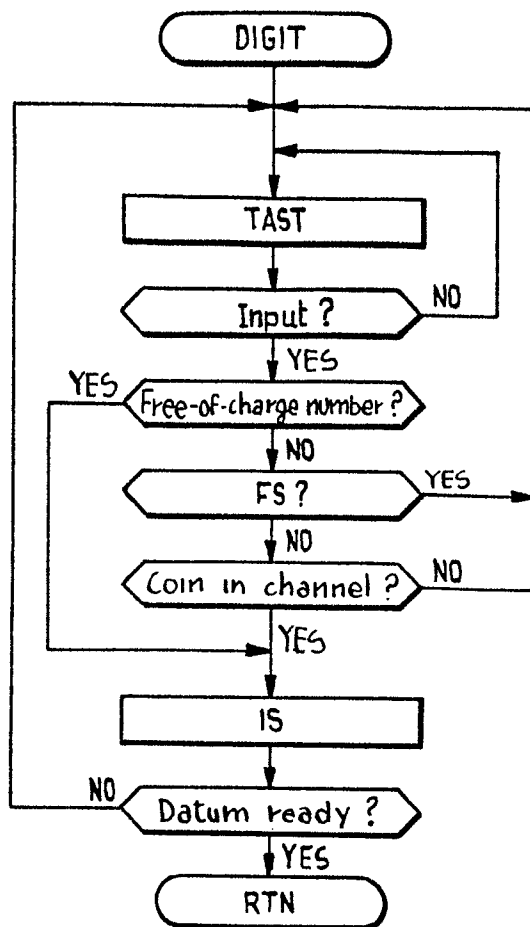 DIGIT
TAST
Input ?
NO
YES
YES
Free-of-charge number ?
NO
FS ?
YES
NO
Coin in channel ?
NO
YES
IS
NO
Datum ready ?
YES
RTN